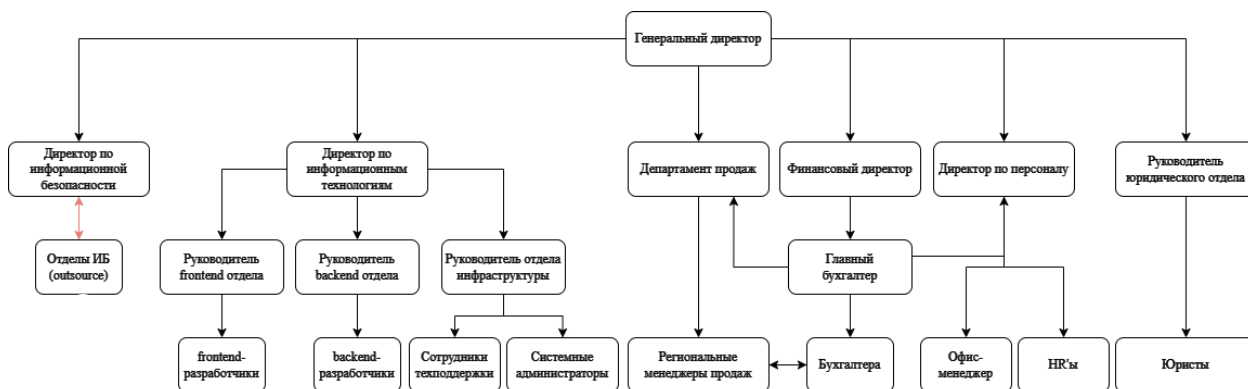 Генеральный директор
Директор по
информационной
безопасности
Директор по
информационным
технологиям
Департамент продаж
Финансовый директор
Директор по персоналу
Руководитель
юридического отдела
Отделы ИБ
(outsource)
Руководитель
frontend отдела
Руководитель
backend отдела
Руководитель отдела
инфраструктуры
Главный
бухгалтер
frontend-
разработчики
backend-
разработчики
Сотрудники
техподдержки
Системные
администраторы
Региональные
менеджеры продаж
Бухгалтера
Офис-
менеджер
HR'ы
Юристы